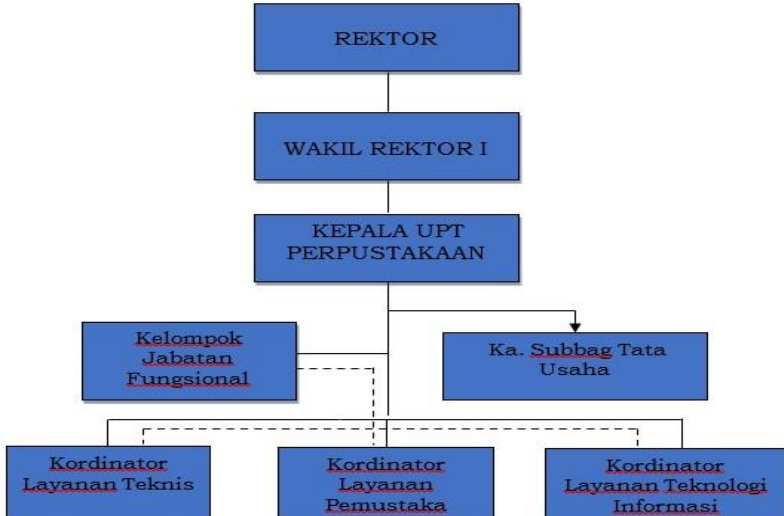 REKTOR
WAKIL REKTOR I
KEPALA UPT
PERPUSTAKAAN
Kelompok
Jabatan
Fungsional
Ka. Subbag Tata
Usaha
Kordinator
Layanan Teknis
Kordinator
Layanan
Pemustaka
Kordinator
Layanan Teknologi
Informasi